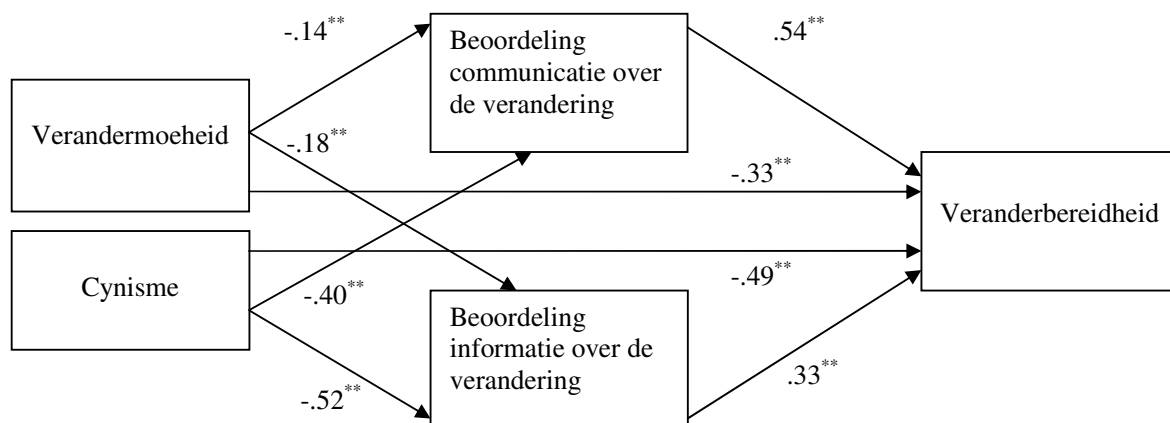 -.14**
Beoordeling
communicatie over
de verandering
.54**
Verandermoeheid
-.18**
-.33**
Veranderbereidheid
Cynisme
-.40**
-.49**
Beoordeling
informatie over de
verandering
-.52**
.33**